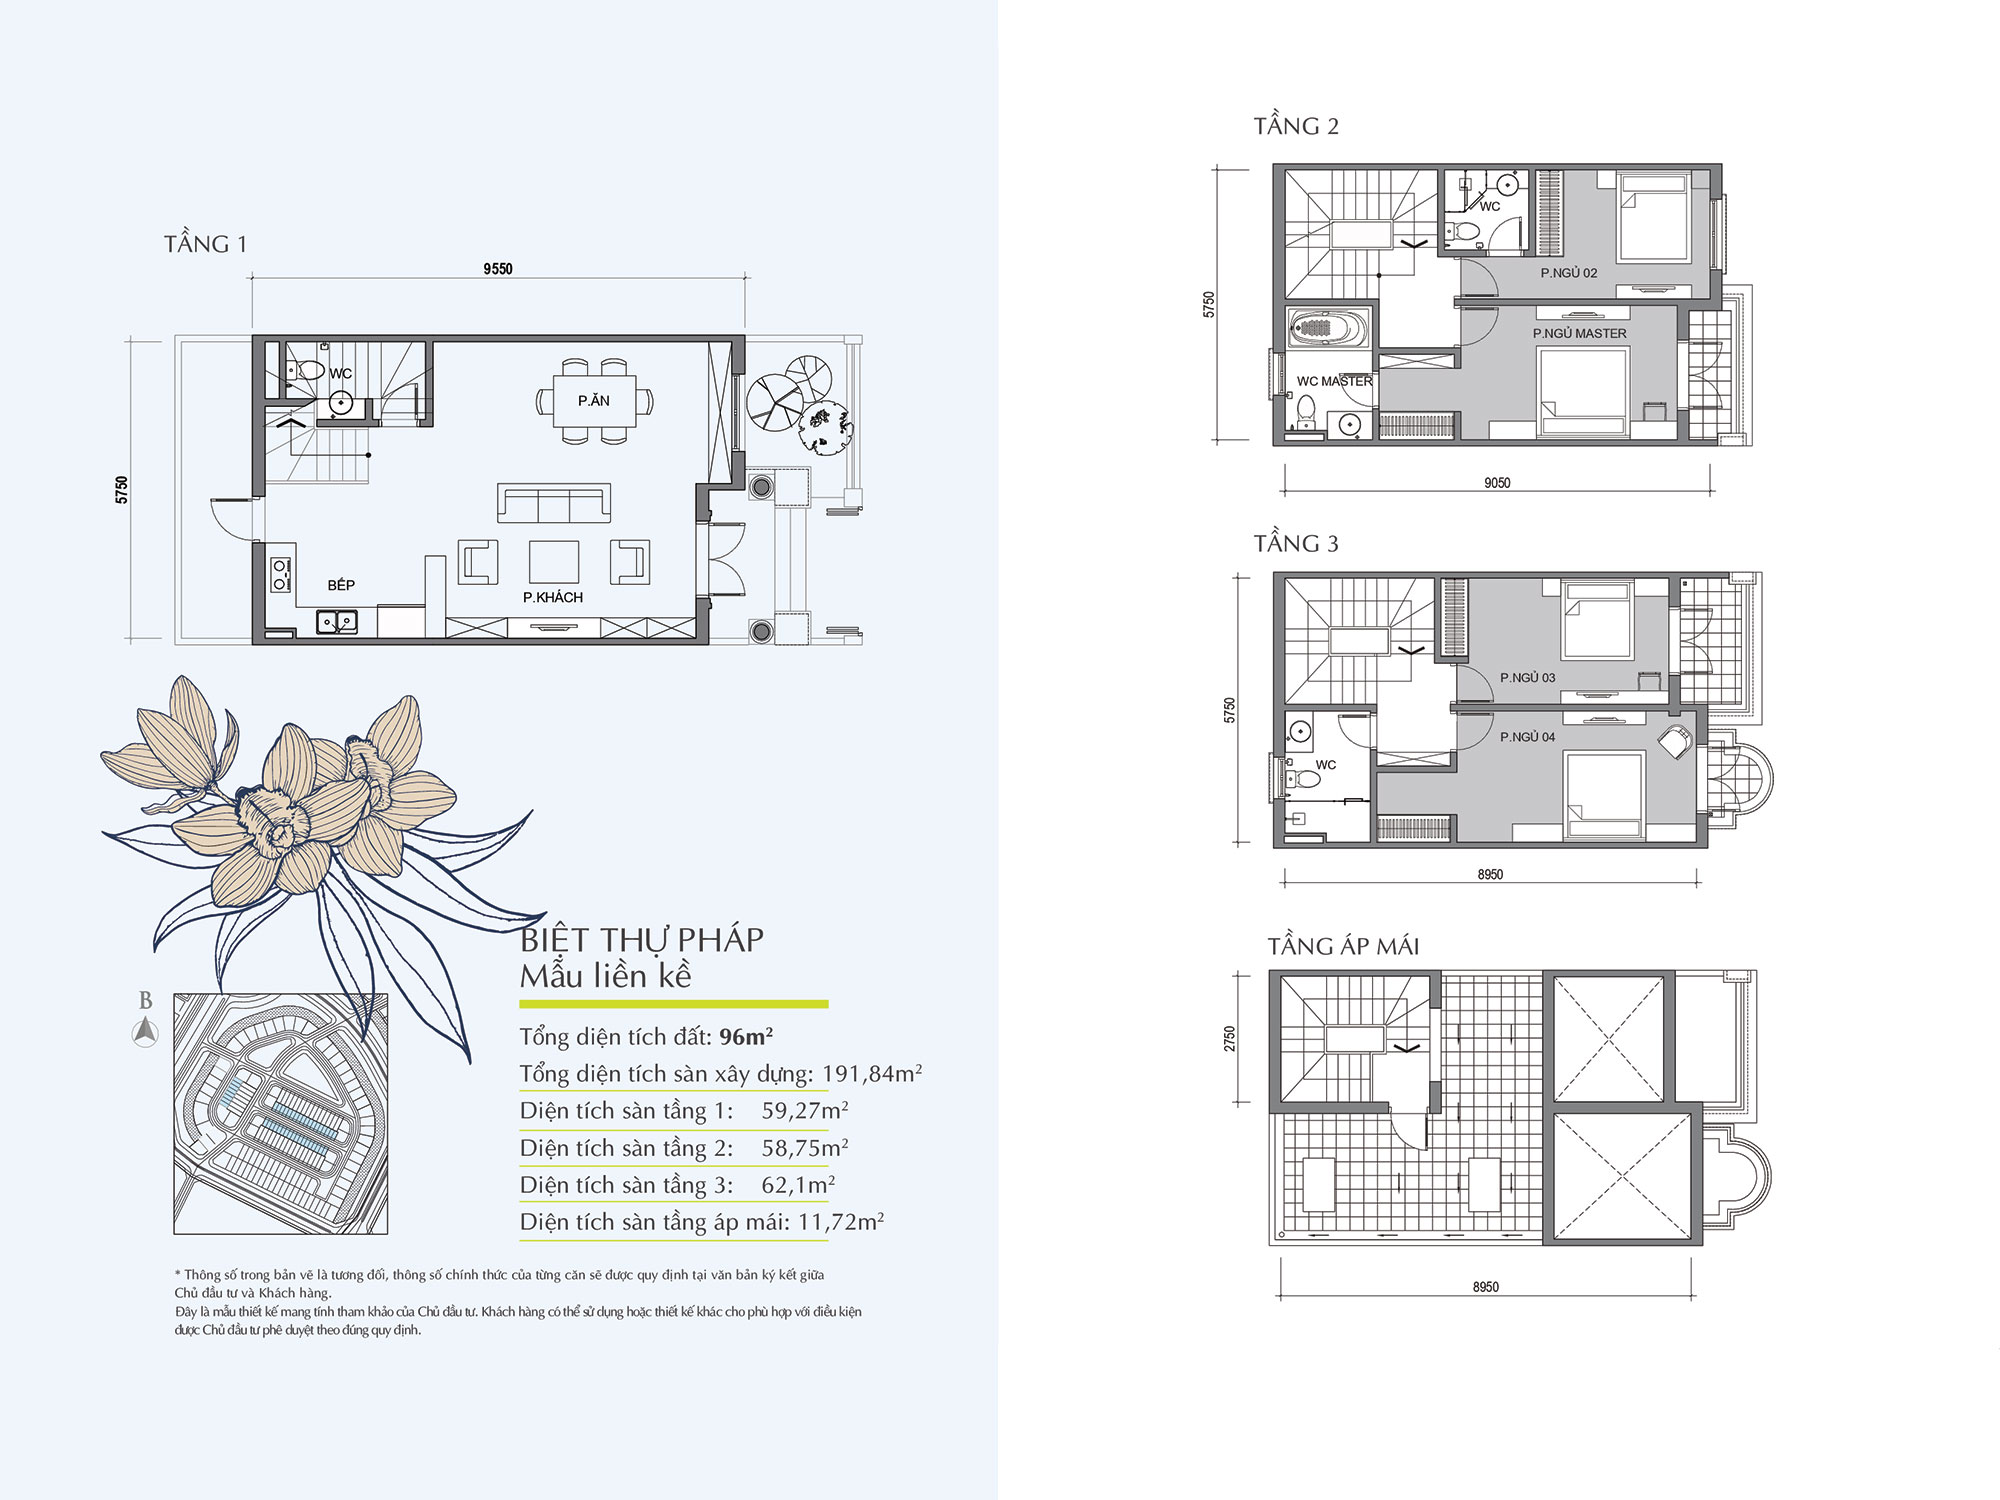 TẦNG 1
9550
5750
WC
P.ĂN
BẾP
P.KHÁCH
BIỆT THỰ PHÁP
Mẫu liền kề
B
Tổng diện tích đất: 96m²
Tổng diện tích sàn xây dựng: 191,84m²
Diện tích sàn tầng 1: 59,27m²
Diện tích sàn tầng 2: 58,75m²
Diện tích sàn tầng 3: 62,1m²
Diện tích sàn tầng áp mái: 11,72m²
* Thông số trong bản vẽ là tương đối, thông số chính thức của từng căn sẽ được quy định tại văn bản ký kết giữa
Chủ đầu tư và Khách hàng.
Đây là mẫu thiết kế mang tính tham khảo của Chủ đầu tư. Khách hàng có thể sử dụng hoặc thiết kế khác cho phù hợp với điều kiện
được Chủ đầu tư phê duyệt theo đúng quy định.
TẦNG 2
5750
WC
P.NGỦ 02
P.NGỦ MASTER
WC MASTER
9050
TẦNG 3
5750
P.NGỦ 03
P.NGỦ 04
WC
8950
TẦNG ÁP MÁI
2750
8950